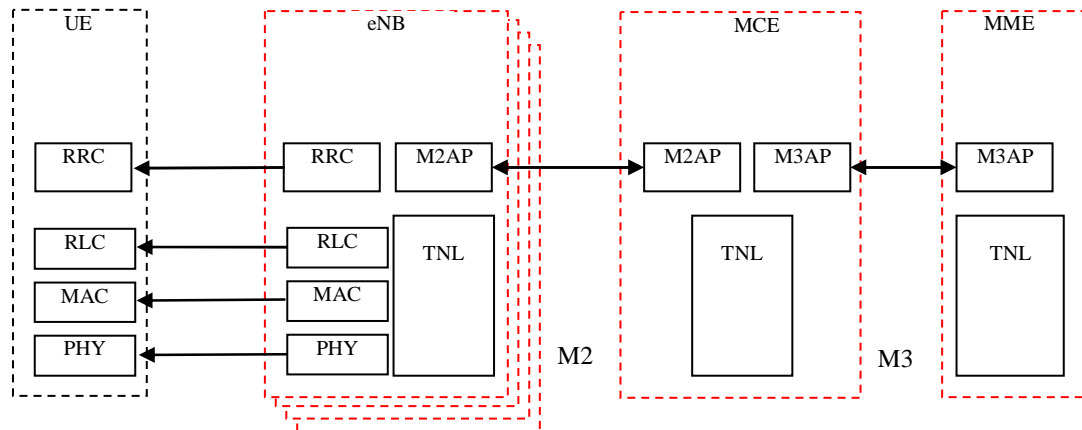 UE
eNB
MCE
MME
RRC
RRC
M2AP
M2AP
M3AP
M3AP
RLC
RLC
TNL
TNL
TNL
MAC
MAC
PHY
PHY
M2
M3